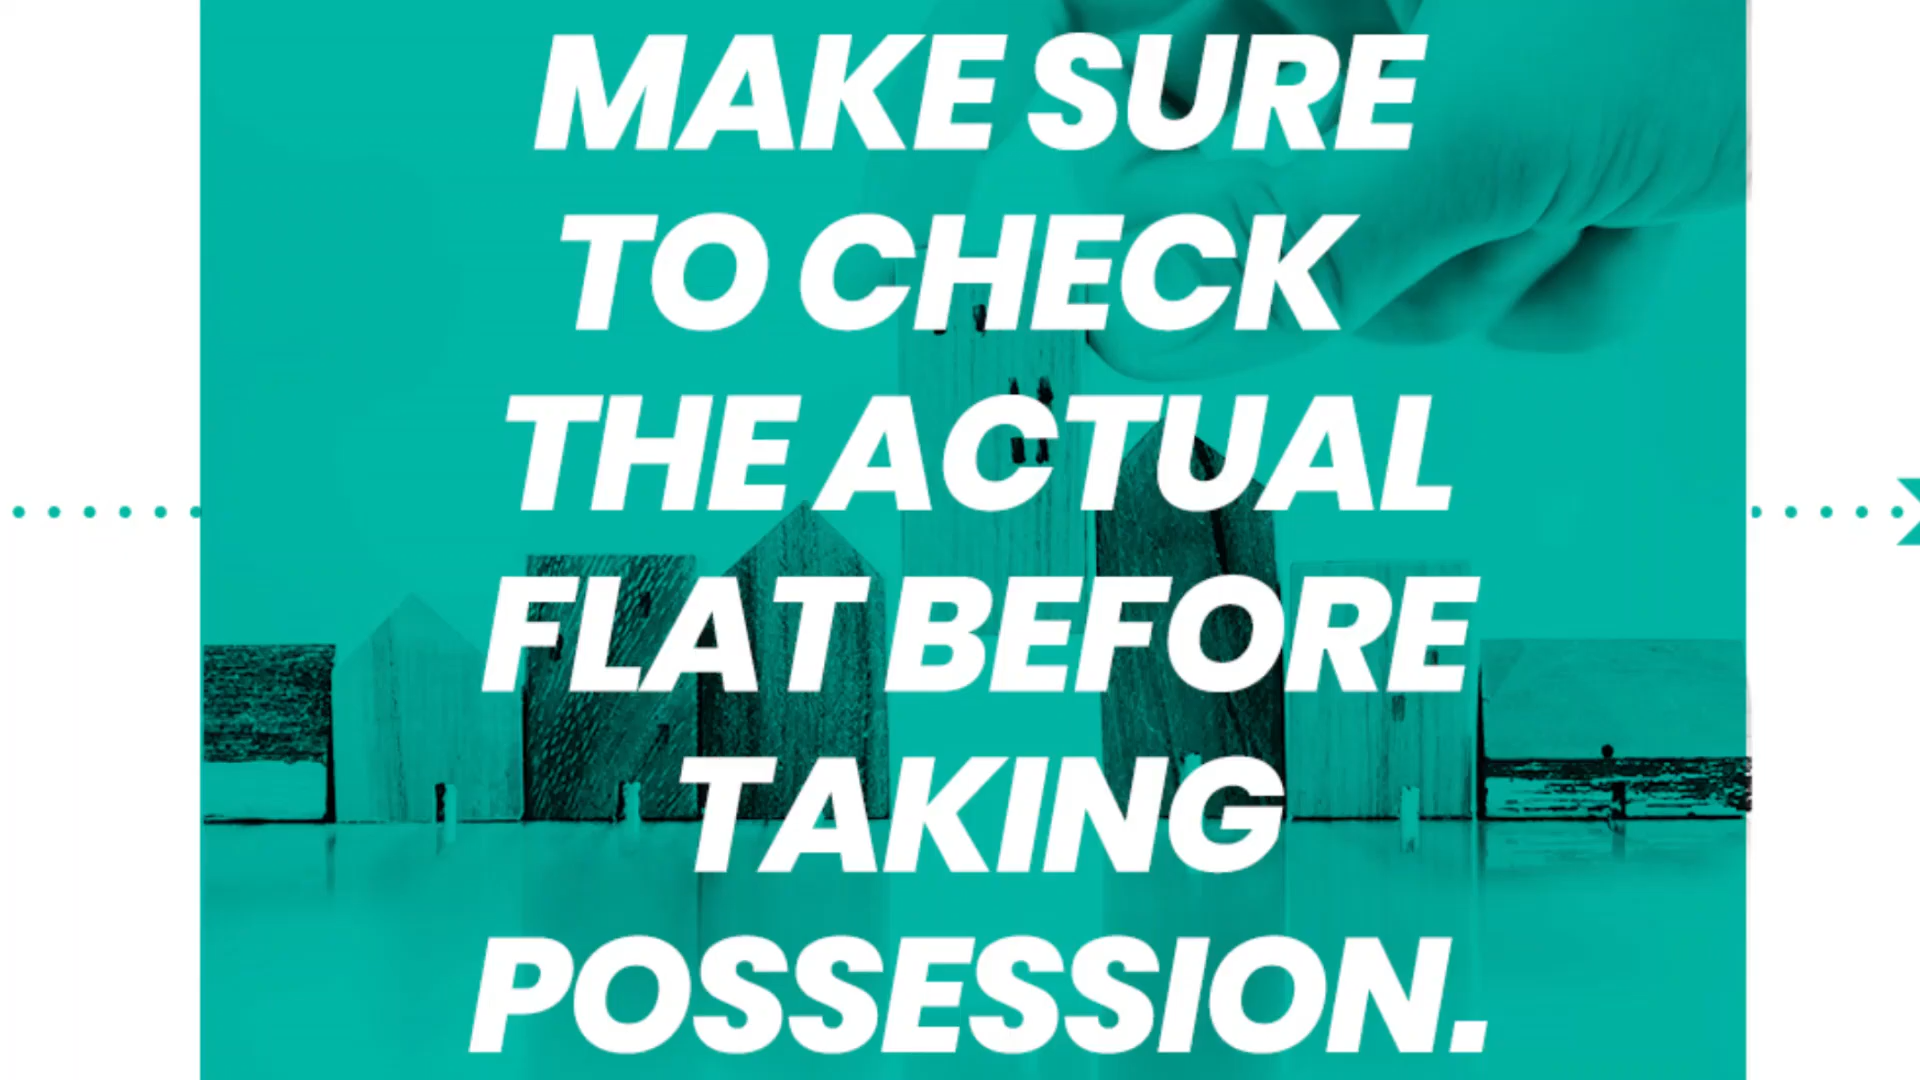 MAKE SURE
TO CHECK
THE ACTUAL
FLAT BEFORE
TAKING
POSSESSION.